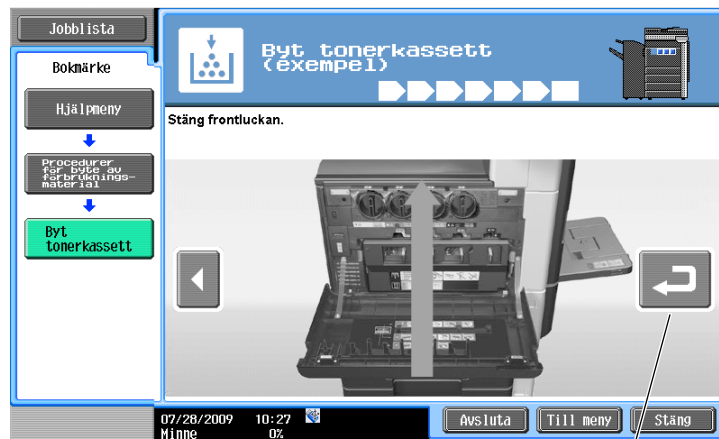 Jobblista
Bokmärke
Hjälpmeny
Procedurer
för byte av
förbruknings-
material
Byt
tonerkassett
Byt tonerkassett
(exempel)
Stäng frontluckan.
07/28/2009 10:27
Minne 0%
Avsluta
Till meny
Stäng